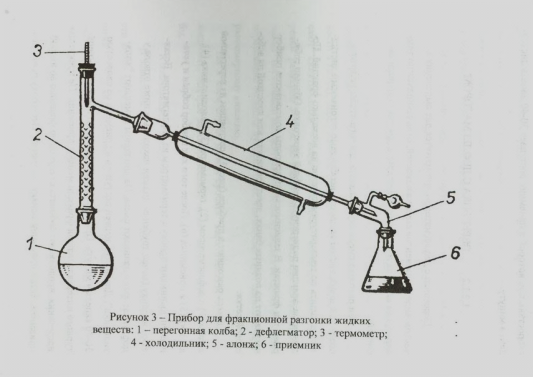 3
2
4
5
1
6
Рисунок 3 – Прибор для фракционной разгонки жидких
веществ: 1 – перегонная колба; 2 - дефлегматор; 3 - термометр;
4 - холодильник; 5 - алонж; 6 - приемник